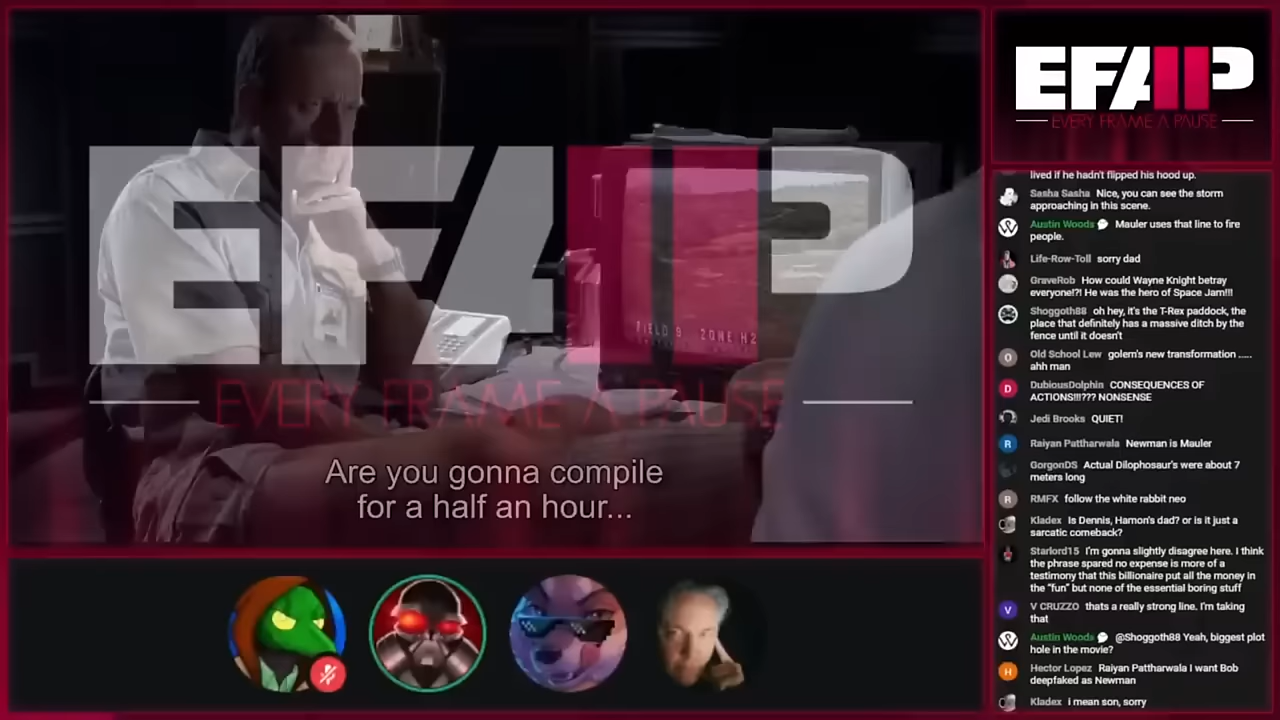 EFAP
EVERY FRAME A PAUSE
FIELD 9. ZONE H2
Are you gonna compile
for a half an hour...
EFAP
EVERY FRAME A PAUSE
lived if he hadn't flipped his hood up.
Sasha Sasha Nice, you can see the storm
approaching in this scene.
Austin Woods Mauler uses that line to fire
people.
Life-Row-Toll sorry dad
GraveRob How could Wayne Knight betray
everyone!?! He was the hero of Space Jam!!!
Shoggoth88 oh hey, it's the T-Rex paddock, the
place that definitely has a massive ditch by the
fence until it doesn't
Old School Lew golem's new transformation .....
ahh man
DubiousDolphin CONSEQUENCES OF
ACTIONS!!!??? NONSENSE
Jedi Brooks QUIET!
Raiyan Pattharwala Newman is Mauler
GorgonDS Actual Dilophosaur's were about 7
meters long
RMFX follow the white rabbit neo
Kladex Is Dennis, Hamon's dad? or is it just a
sarcastic comeback?
Starlord15 I'm gonna slightly disagree here. I think
the phrase spared no expense is more of a
testimony that this billionaire put all the money in
the "fun" but none of the essential boring stuff
V CRUZZO thats a really strong line. I'm taking
that
Austin Woods @Shoggoth88 Yeah, biggest plot
hole in the movie?
Hector Lopez Raiyan Pattharwala I want Bob
deepfaked as Newman
Kladex i mean son, sorry